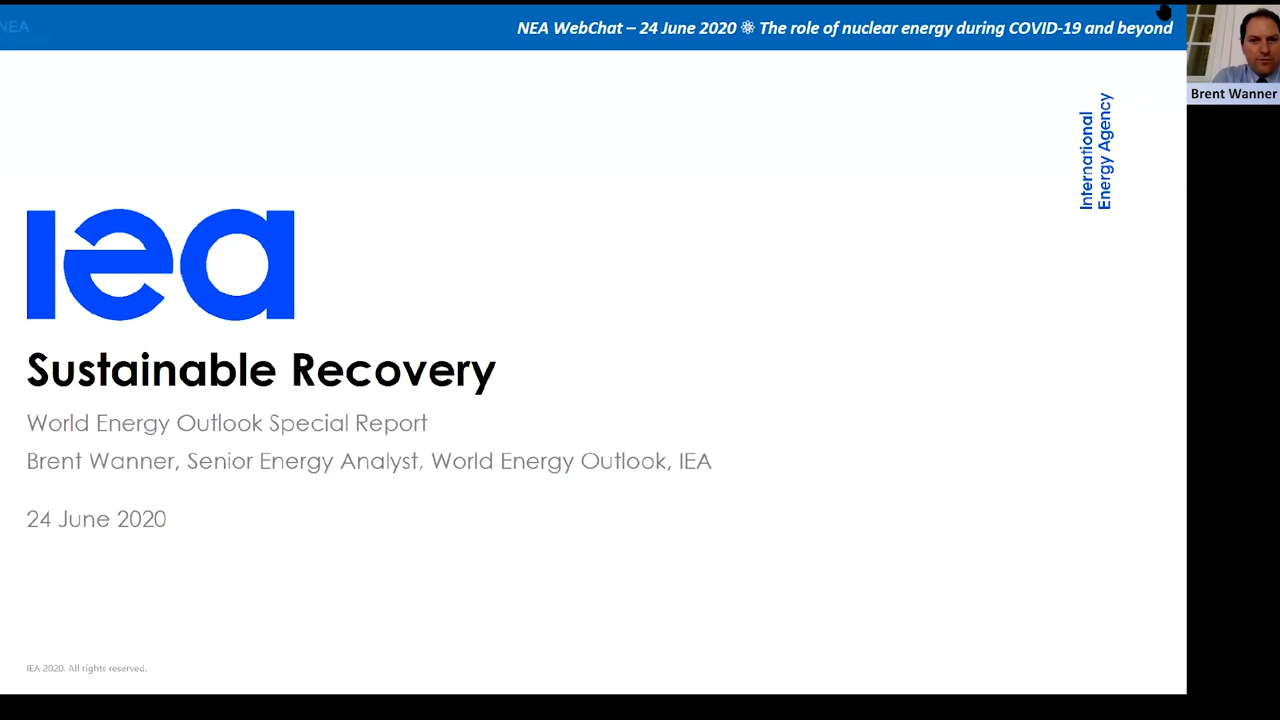 NEA
NEA WebChat – 24 June 2020 ⚛ The role of nuclear energy during COVID-19 and beyond
Brent Wanner
International
Energy Agency
iea
Sustainable Recovery
World Energy Outlook Special Report
Brent Wanner, Senior Energy Analyst, World Energy Outlook, IEA
24 June 2020
IEA 2020. All rights reserved.